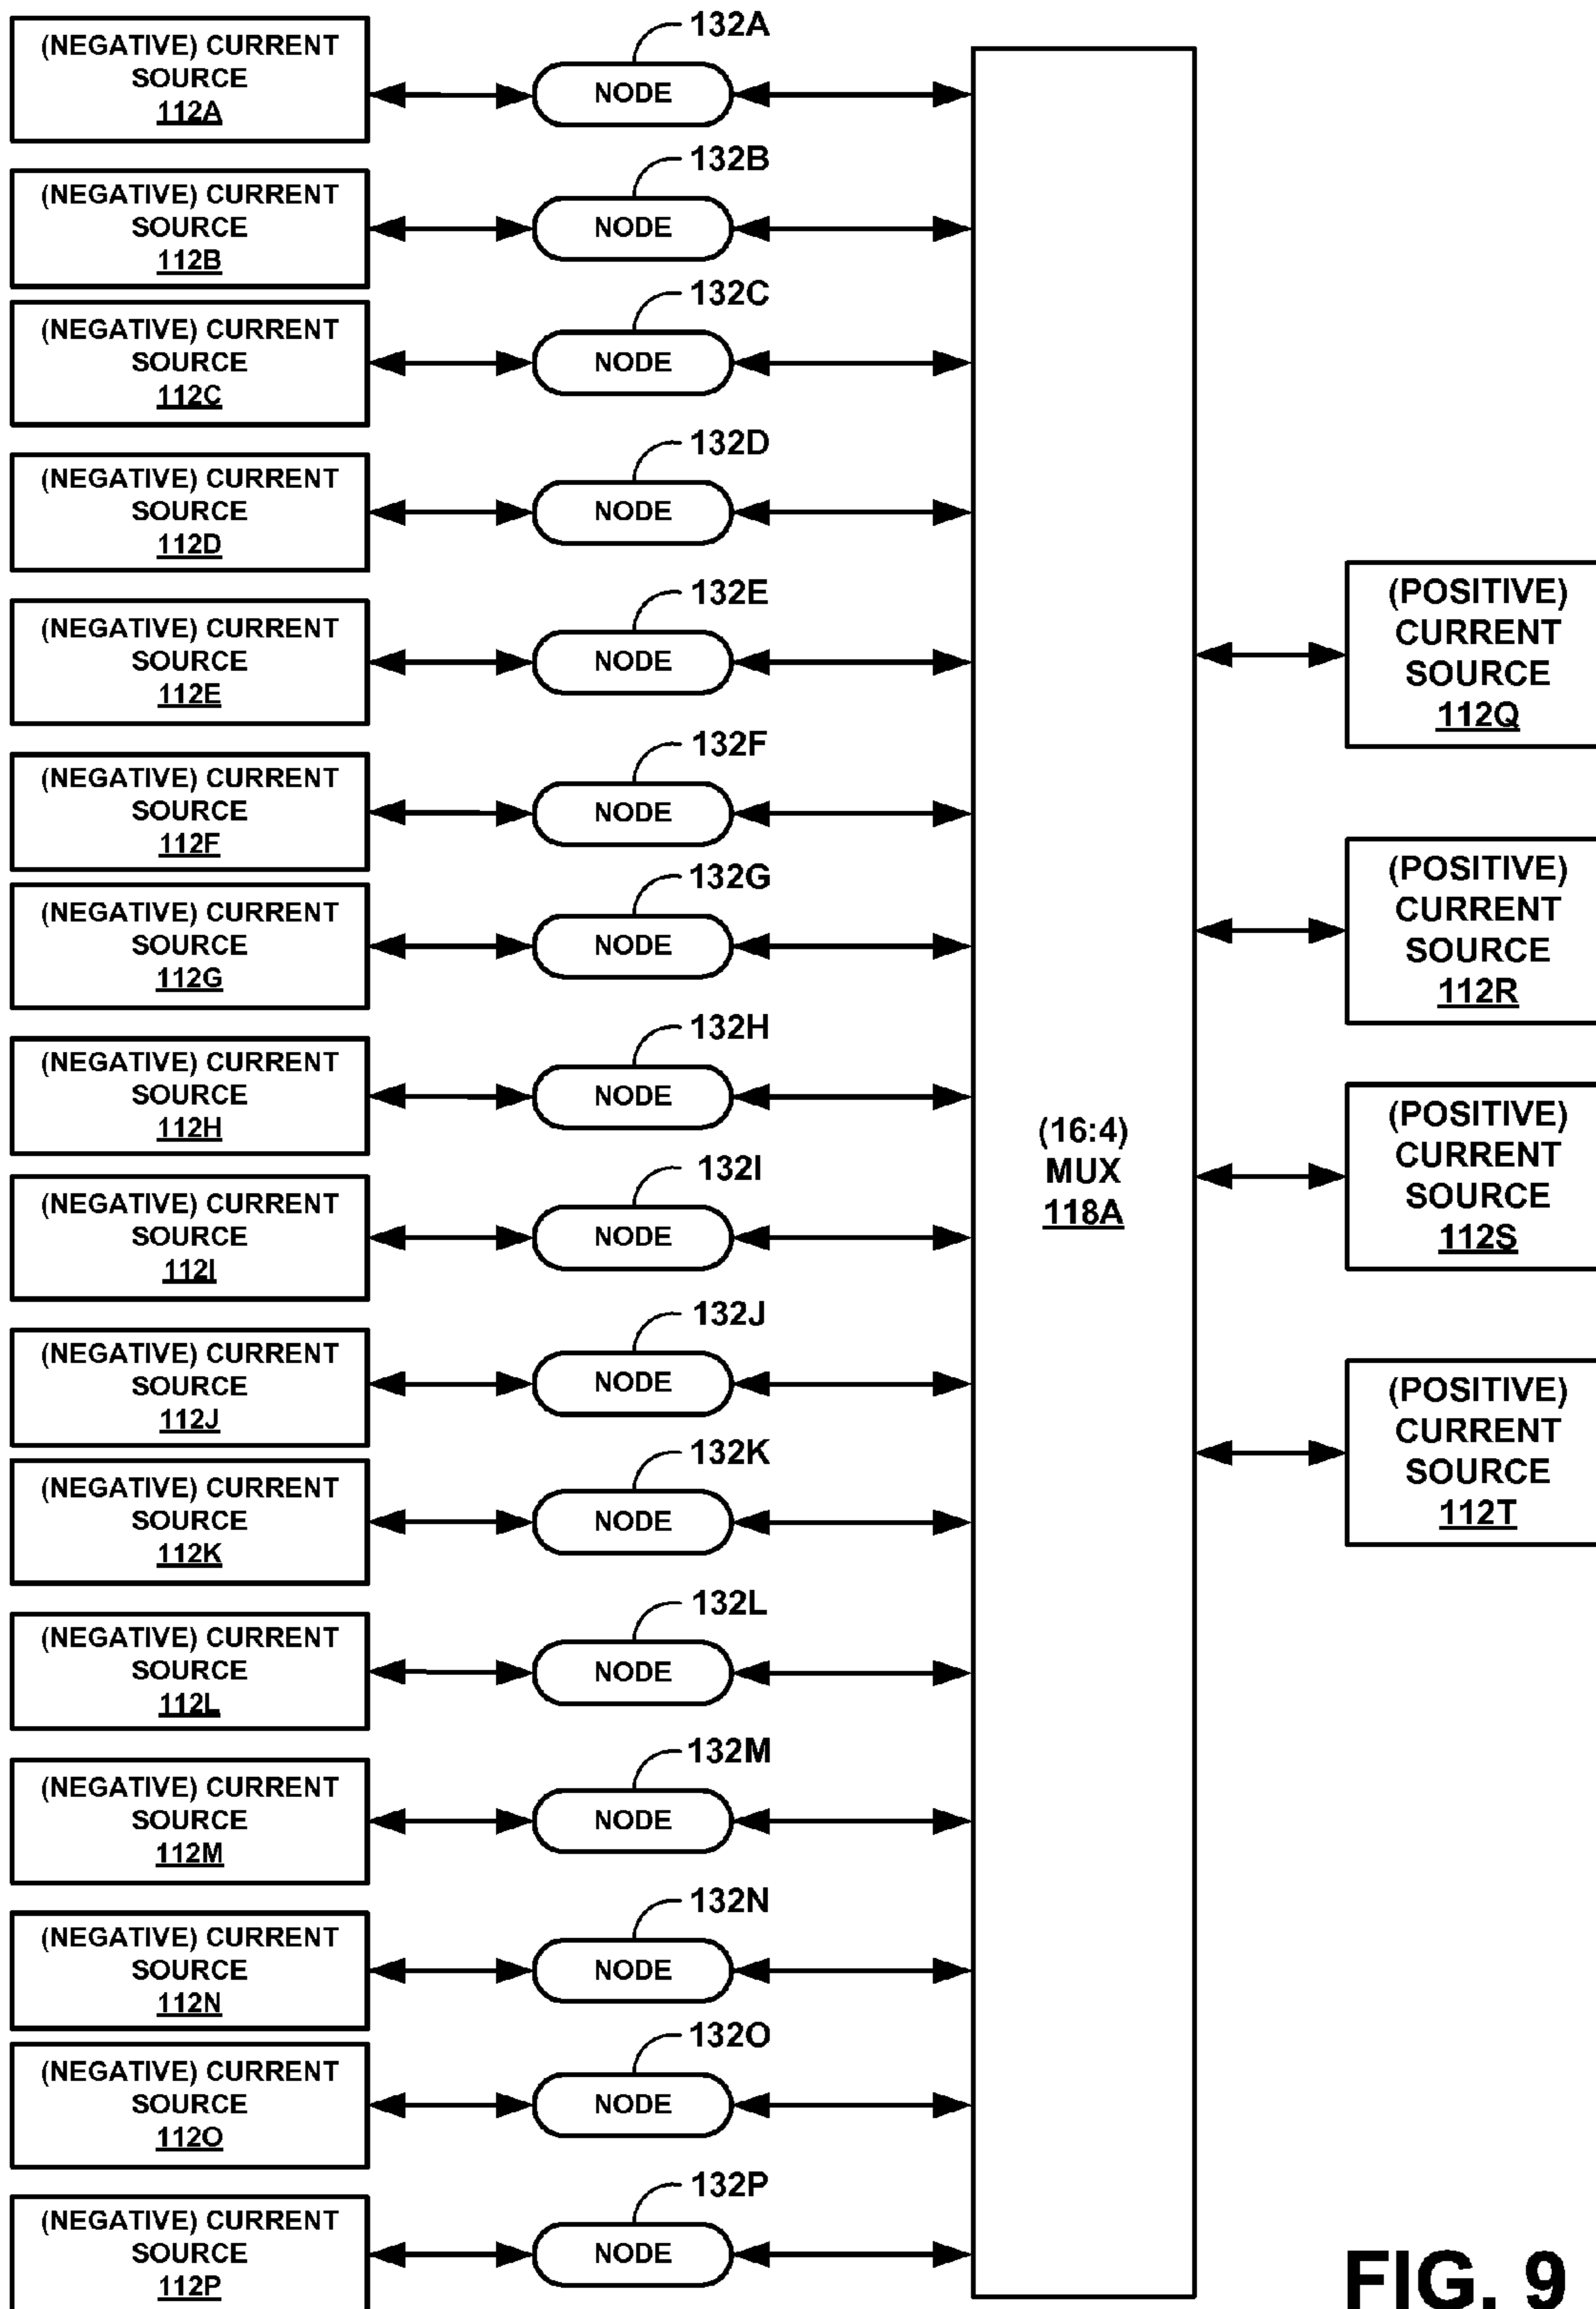 132A
(NEGATIVE) CURRENT
SOURCE
112A
NODE
132B
(NEGATIVE) CURRENT
SOURCE
112B
NODE
132C
(NEGATIVE) CURRENT
SOURCE
112C
NODE
132D
(NEGATIVE) CURRENT
SOURCE
112D
NODE
132E
(NEGATIVE) CURRENT
SOURCE
112E
NODE
132F
(NEGATIVE) CURRENT
SOURCE
112F
NODE
132G
(NEGATIVE) CURRENT
SOURCE
112G
NODE
132H
(NEGATIVE) CURRENT
SOURCE
112H
NODE
132I
(NEGATIVE) CURRENT
SOURCE
112I
NODE
132J
(NEGATIVE) CURRENT
SOURCE
112J
NODE
132K
(NEGATIVE) CURRENT
SOURCE
112K
NODE
132L
(NEGATIVE) CURRENT
SOURCE
112L
NODE
132M
(NEGATIVE) CURRENT
SOURCE
112M
NODE
132N
(NEGATIVE) CURRENT
SOURCE
112N
NODE
132O
(NEGATIVE) CURRENT
SOURCE
112O
NODE
132P
(NEGATIVE) CURRENT
SOURCE
112P
NODE
(16:4)
MUX
118A
(POSITIVE)
CURRENT
SOURCE
112Q
(POSITIVE)
CURRENT
SOURCE
112R
(POSITIVE)
CURRENT
SOURCE
112S
(POSITIVE)
CURRENT
SOURCE
112T
FIG. 9